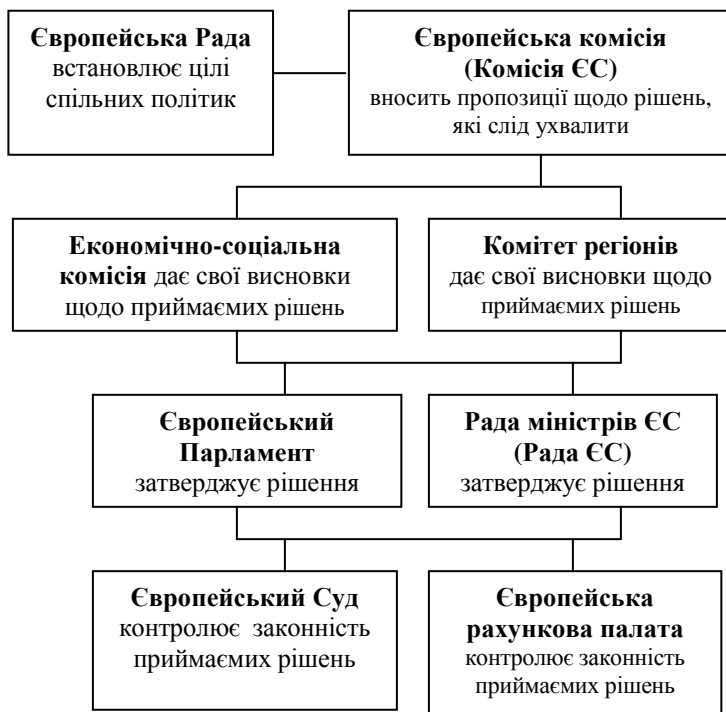 Європейська Рада
встановлює цілі
спільних політик
Європейська комісія
(Комісія ЄС)
вносить пропозиції щодо рішень,
які слід ухвалити
Економічно-соціальна
комісія дає свої висновки
щодо приймаємих рішень
Комітет регіонів
дає свої висновки щодо
приймаємих рішень
Європейський
Парламент
затверджує рішення
Рада міністрів ЄС
(Рада ЄС)
затверджує рішення
Європейський Суд
контролює законність
приймаємих рішень
Європейська
рахункова палата
контролює законність
приймаємих рішень